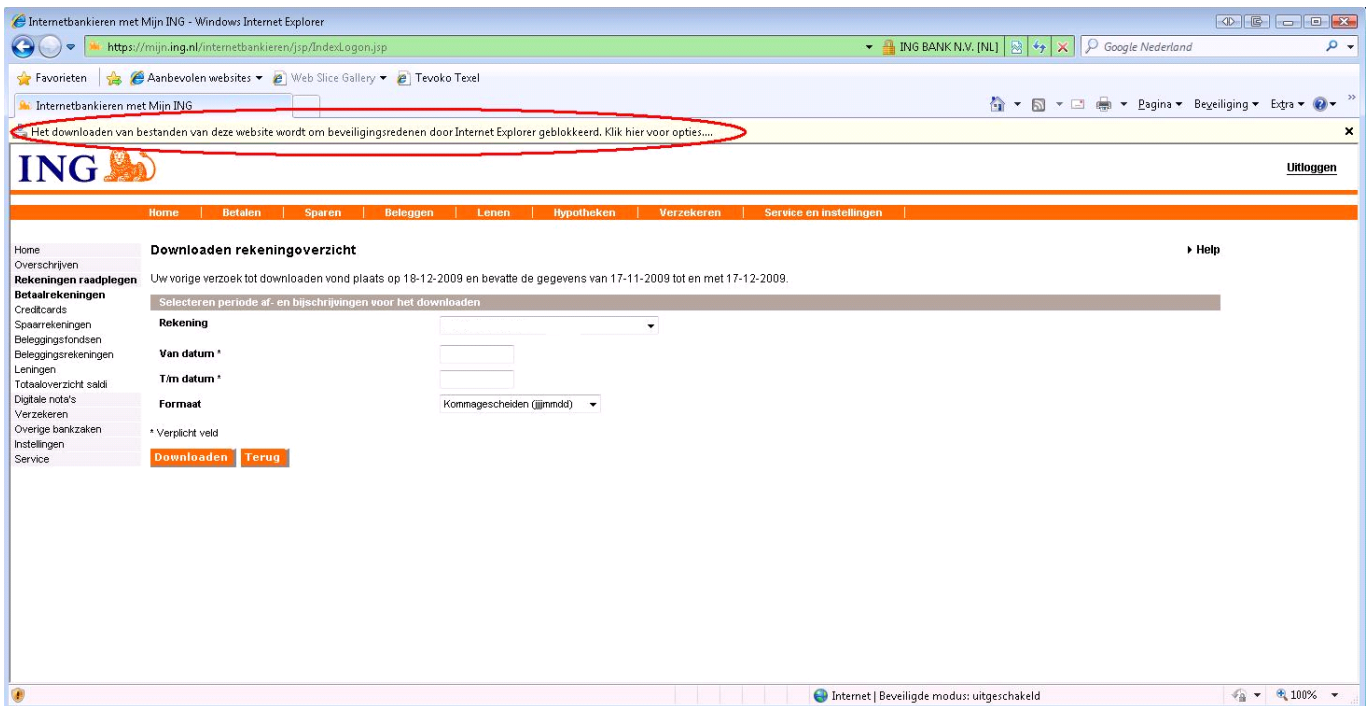 Internetbankieren met Mijn ING - Windows Internet Explorer
https://mijn.ing.nl/internetbankieren/jsp/IndexLogon.jsp
ING BANK N.V. [NL]
Google Nederland
Favorieten
Aanbevolen websites
Web Slice Gallery
Tevoko Texel
Internetbankieren met Mijn ING
Pagina
Beveiliging
Extra
Het downloaden van bestanden van deze website wordt om beveiligingsredenen door Internet Explorer geblokkeerd. Klik hier voor opties....
ING
Uitloggen
Home | Betalen | Sparen | Beleggen | Lenen | Hypotheken | Verzekeren | Service en instellingen |
Home
Overschrijven
Rekeningen raadplegen
Betaalrekeningen
Creditcards
Spaarrekeningen
Beleggingsfondsen
Beleggingsrekeningen
Leningen
Totaaloverzicht saldi
Digitale nota's
Verzekeren
Overige bankzaken
Instellingen
Service
Downloaden rekeningoverzicht
Help
Uw vorige verzoek tot downloaden vond plaats op 18-12-2009 en bevatte de gegevens van 17-11-2009 tot en met 17-12-2009.
Selecteren periode af- en bijschrijvingen voor het downloaden
Rekening
Van datum *
T/m datum *
Formaat
Kommagescheiden (jjjjmmdd)
* Verplicht veld
Downloaden
Terug
Internet | Beveiligde modus: uitgeschakeld
100%